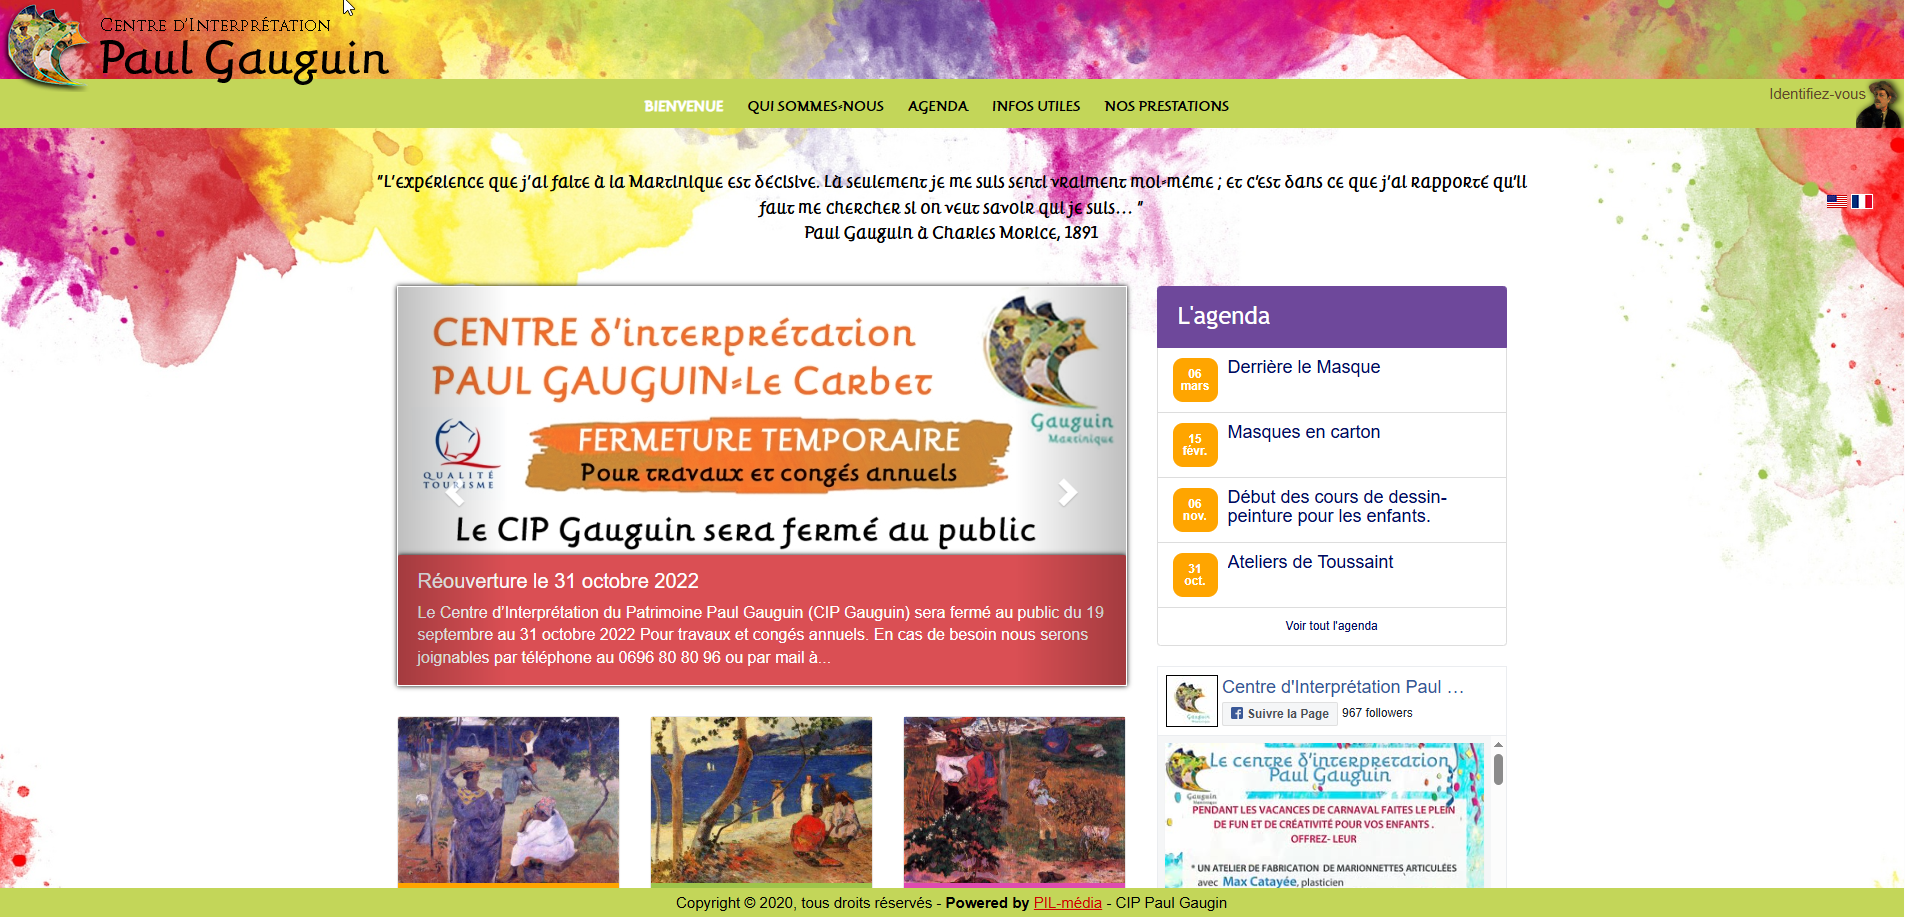 Centre d'Interprétation
Paul Gauguin
BIENVENUE QUI SOMMES-NOUS AGENDA INFOS UTILES NOS PRESTATIONS
Identifiez-vous
"L'expérience que j'ai faite à la Martinique est décisive. Là seulement je me suis senti vraiment moi-même ; et c'est dans ce que j'ai rapporté qu'il
faut me chercher si on veut savoir qui je suis... "
Paul Gauguin à Charles Morice, 1891
CENTRE d'interprétation
PAUL GAUGUIN-Le Carbet
Gauguin
Martinique
QUALITÉ
TOURISME
FERMETURE TEMPORAIRE
Pour travaux et congés annuels
Le CIP Gauguin sera fermé au public
Réouverture le 31 octobre 2022
Le Centre d'Interprétation du Patrimoine Paul Gauguin (CIP Gauguin) sera fermé au public du 19
septembre au 31 octobre 2022 Pour travaux et congés annuels. En cas de besoin nous serons
joignables par téléphone au 0696 80 80 96 ou par mail à...
L'agenda
06
mars
Derrière le Masque
15
févr.
Masques en carton
06
nov.
Début des cours de dessin-
peinture pour les enfants.
31
oct.
Ateliers de Toussaint
Voir tout l'agenda
Centre d'Interprétation Paul ...
Suivre la Page 967 followers
Le centre d'interpretation
Paul Gauguin
Gauguin
PENDANT LES VACANCES DE CARNAVAL FAITES LE PLEIN
DE FUN ET DE CRÉATIVITÉ POUR VOS ENFANTS .
OFFREZ- LEUR
* UN ATELIER DE FABRICATION DE MARIONNETTES ARTICULÉES
avec Max Catayée, plasticien
Copyright © 2020, tous droits réservés - Powered by PIL-média - CIP Paul Gaugin